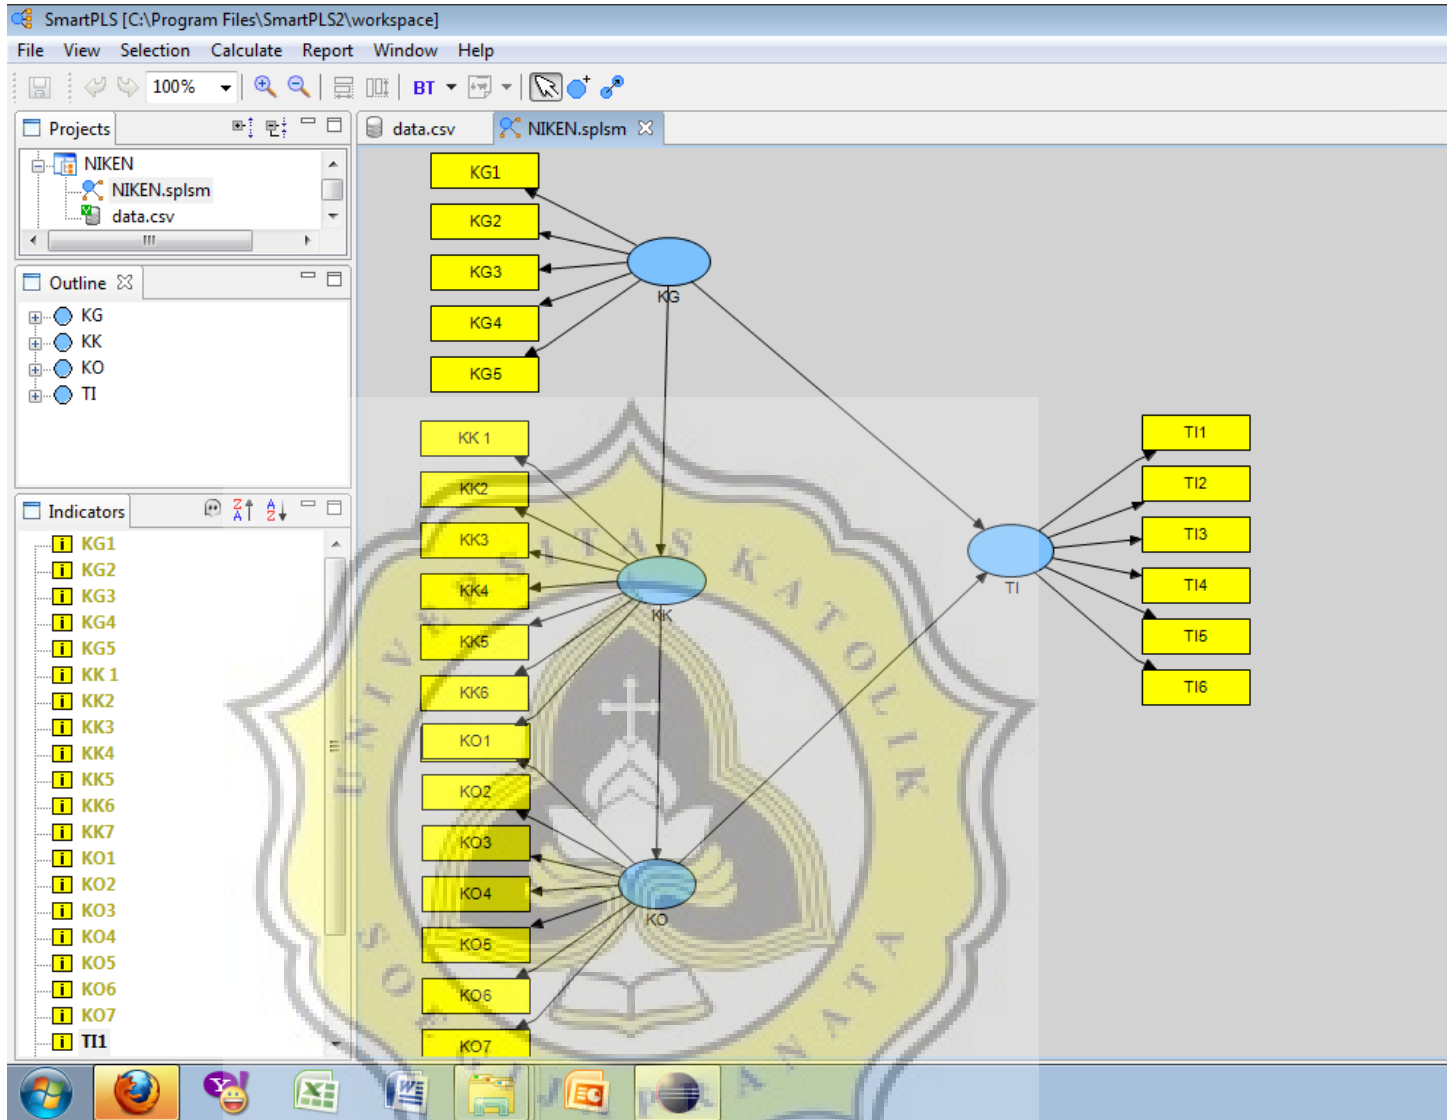 SmartPLS [C:\Program Files\SmartPLS2\workspace]
File View Selection Calculate Report Window Help
100% BT
Projects
NIKEN
NIKEN.splsm
data.csv
Outline
KG
KK
KO
TI
Indicators
KG1
KG2
KG3
KG4
KG5
KK 1
KK2
KK3
KK4
KK5
KK6
KK7
KO1
KO2
KO3
KO4
KO5
KO6
KO7
TI1
data.csv NIKEN.splsm
KG1
KG2
KG3
KG4
KG5
KG
KK 1
KK2
KK3
KK4
KK5
KK6
KK
KO1
KO2
KO3
KO4
KO5
KO6
KO7
KO
TI1
TI2
TI3
TI4
TI5
TI6
TI